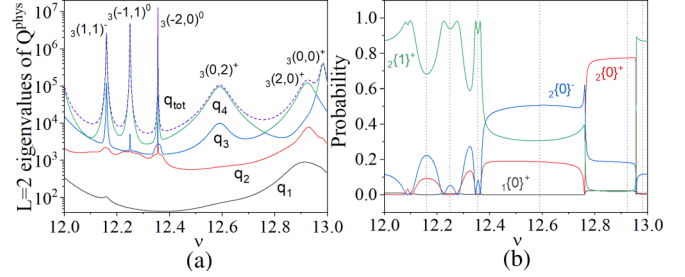 L=2 eigenvalues of Q^phys
10^7
10^6
10^5
10^4
10^3
10^2
₃(1,1)⁻
₃(-1,1)⁰
₃(-2,0)⁰
₃(0,2)⁺
₃(2,0)⁺
₃(0,0)⁺
q_tot
q₄
q₃
q₂
q₁
12.0 12.2 12.4 12.6 12.8 13.0
ν
(a)
Probability
1.0
0.8
0.6
0.4
0.2
0.0
₂{1}⁺
₂{0}⁻
₂{0}⁺
₁{0}⁺
12.0 12.2 12.4 12.6 12.8 13.0
ν
(b)